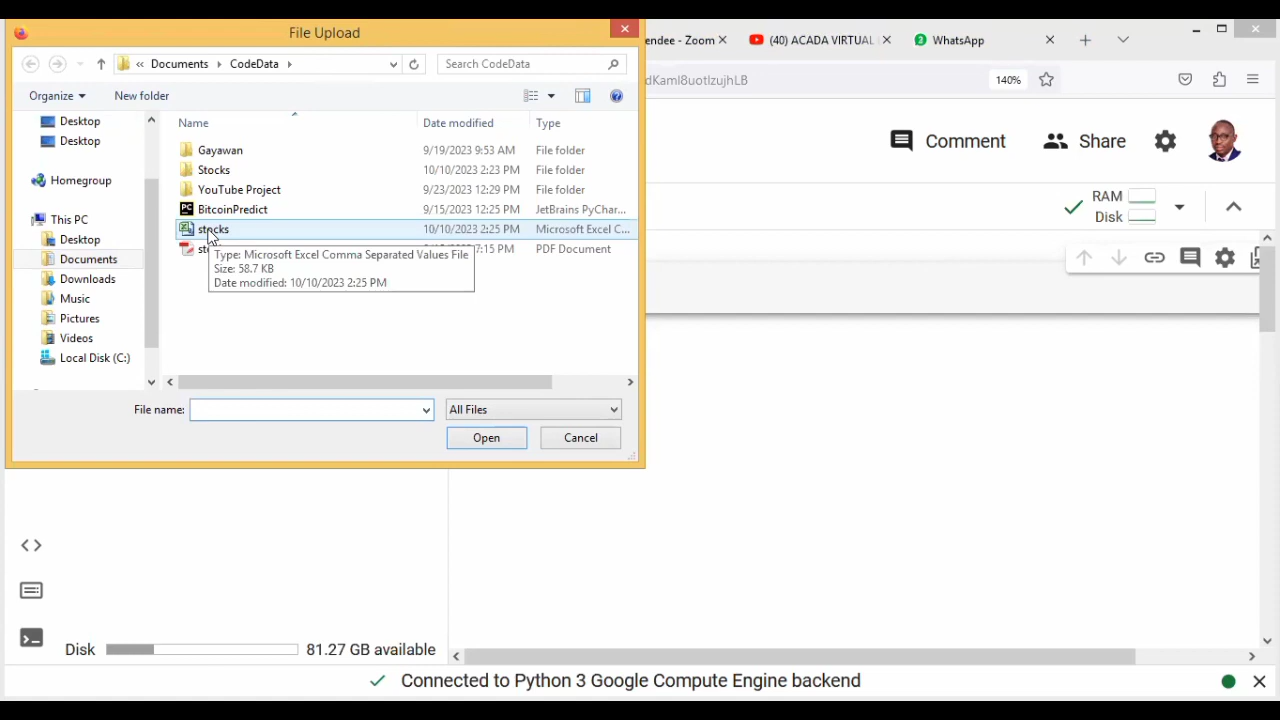 File Upload
endee - Zoom
(40) ACADA VIRTUAL
WhatsApp
« Documents CodeData
Search CodeData
dKaml8uotlzujhLB
140%
Organize
New folder
Comment
Share
Name
Date modified
Type
Desktop
Desktop
Homegroup
This PC
Desktop
Documents
Downloads
Music
Pictures
Videos
Local Disk (C:)
Gayawan 9/19/2023 9:53 AM File folder
Stocks 10/10/2023 2:23 PM File folder
YouTube Project 9/23/2023 12:29 PM File folder
BitcoinPredict 9/15/2023 12:25 PM JetBrains PyChar...
stocks 10/10/2023 2:25 PM Microsoft Excel C...
7:15 PM PDF Document
Type: Microsoft Excel Comma Separated Values File
Size: 58.7 KB
Date modified: 10/10/2023 2:25 PM
RAM
Disk
File name:
All Files
Open
Cancel
Disk
81.27 GB available
Connected to Python 3 Google Compute Engine backend